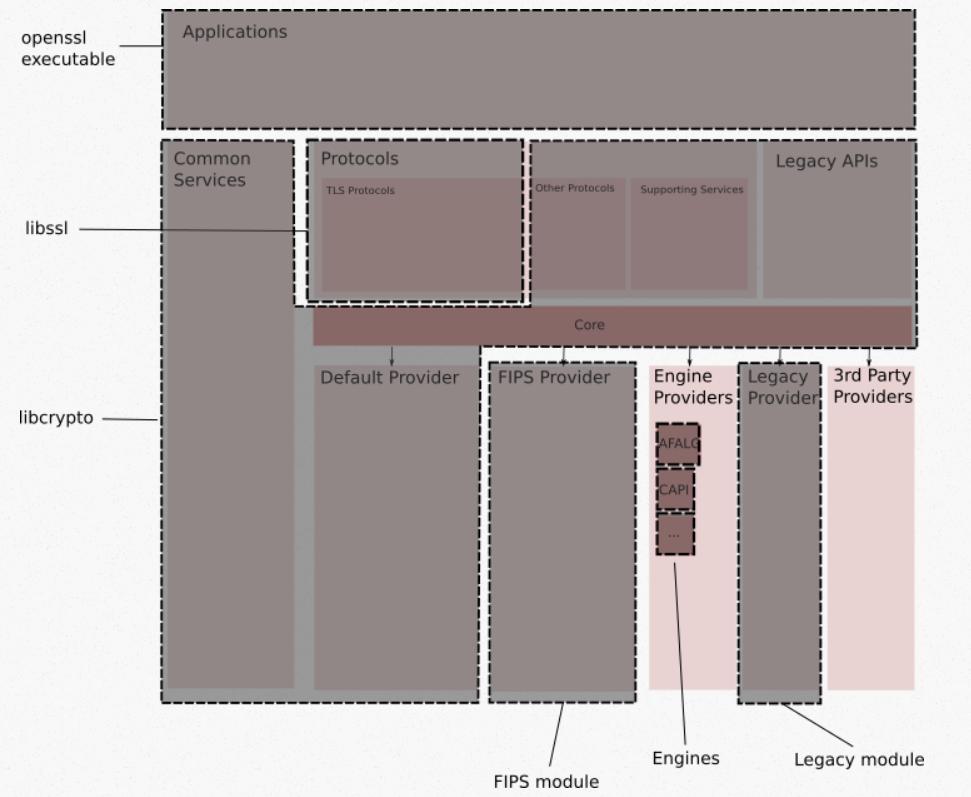 openssl
executable
Applications
Common
Services
Protocols
Legacy APIs
TLS Protocols
Other Protocols
Supporting Services
libssl
Core
Default Provider
FIPS Provider
Engine
Providers
Legacy
Provider
3rd Party
Providers
libcrypto
AFALG
CAPI
...
Engines
Legacy module
FIPS module